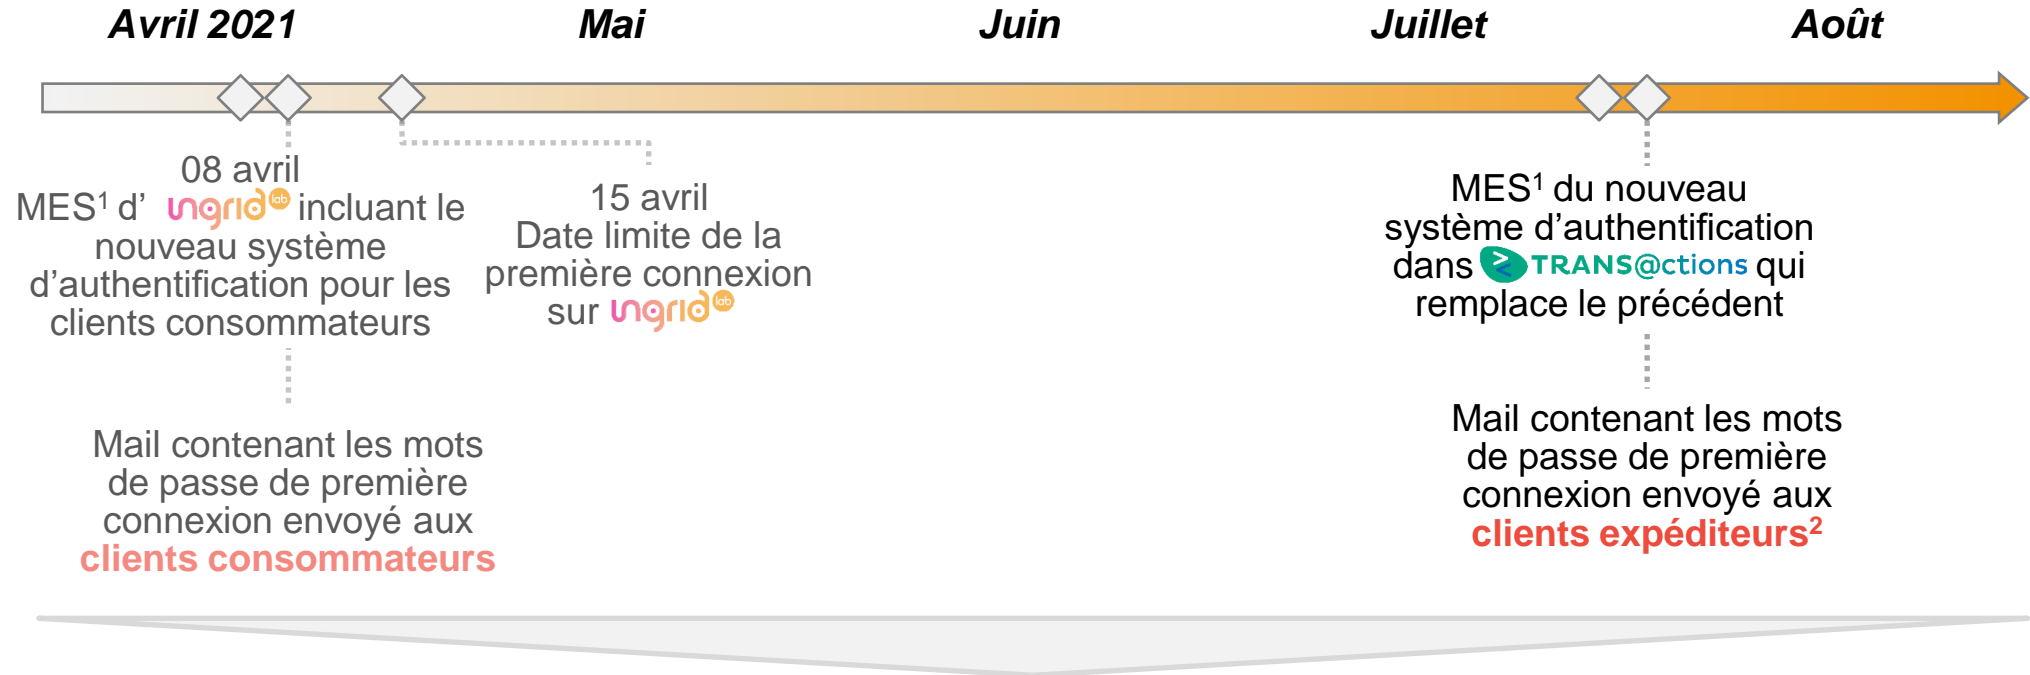 Avril 2021
Mai
Juin
Juillet
Août
08 avril
MES¹ d’ ingrid lab incluant le
nouveau système
d’authentification pour les
clients consommateurs
15 avril
Date limite de la
première connexion
sur ingrid lab
MES¹ du nouveau
système d’authentification
dans TRANS@ctions qui
remplace le précédent
Mail contenant les mots
de passe de première
connexion envoyé aux
clients consommateurs
Mail contenant les mots
de passe de première
connexion envoyé aux
clients expéditeurs²